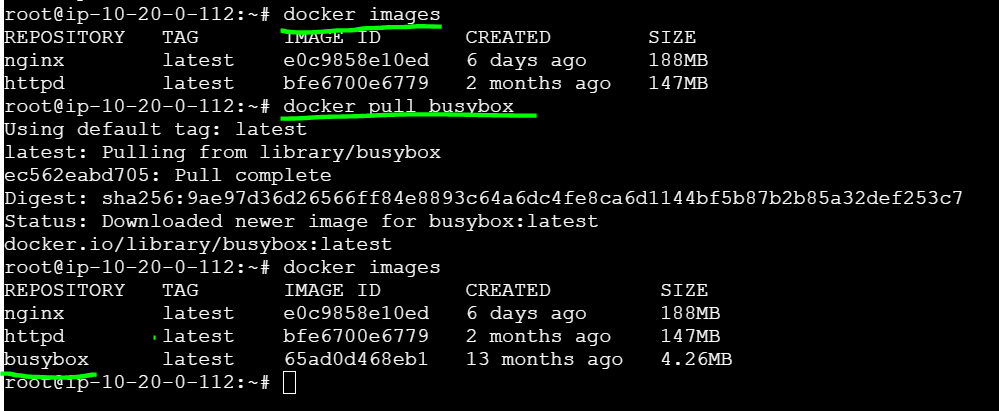 root@ip-10-20-0-112:~# docker images
REPOSITORY TAG IMAGE ID CREATED SIZE
nginx latest e0c9858e10ed 6 days ago 188MB
httpd latest bfe6700e6779 2 months ago 147MB
root@ip-10-20-0-112:~# docker pull busybox
Using default tag: latest
latest: Pulling from library/busybox
ec562eabd705: Pull complete
Digest: sha256:9ae97d36d26566ff84e8893c64a6dc4fe8ca6d1144bf5b87b2b85a32def253c7
Status: Downloaded newer image for busybox:latest
docker.io/library/busybox:latest
root@ip-10-20-0-112:~# docker images
REPOSITORY TAG IMAGE ID CREATED SIZE
nginx latest e0c9858e10ed 6 days ago 188MB
httpd latest bfe6700e6779 2 months ago 147MB
busybox latest 65ad0d468eb1 13 months ago 4.26MB
root@ip-10-20-0-112:~#